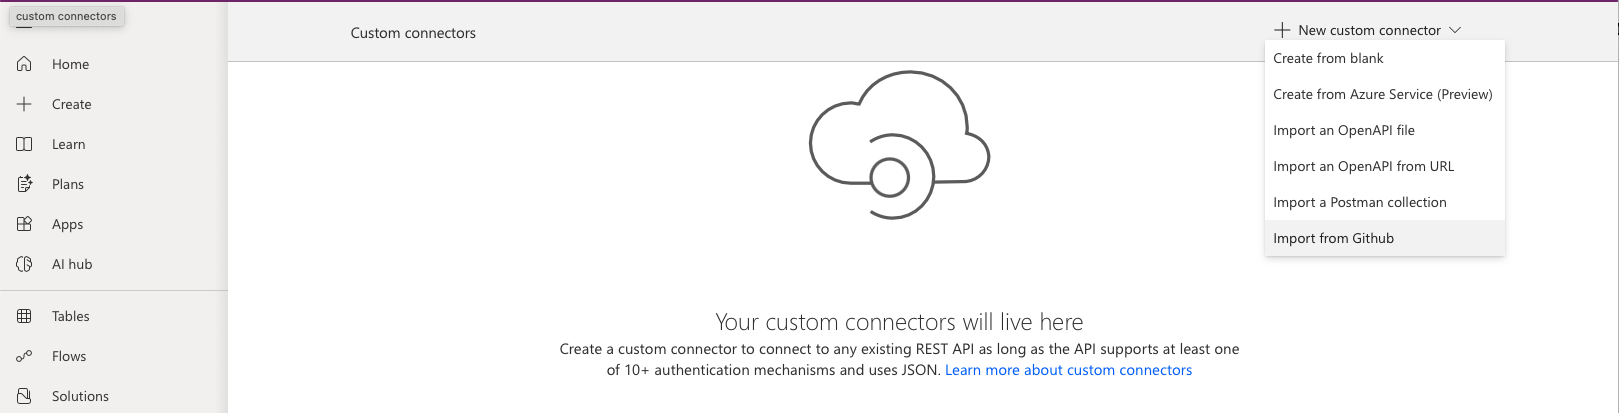 custom connectors
Home
Create
Learn
Plans
Apps
AI hub
Tables
Flows
Solutions
Custom connectors
New custom connector
Create from blank
Create from Azure Service (Preview)
Import an OpenAPI file
Import an OpenAPI from URL
Import a Postman collection
Import from Github
Your custom connectors will live here
Create a custom connector to connect to any existing REST API as long as the API supports at least one
of 10+ authentication mechanisms and uses JSON. Learn more about custom connectors